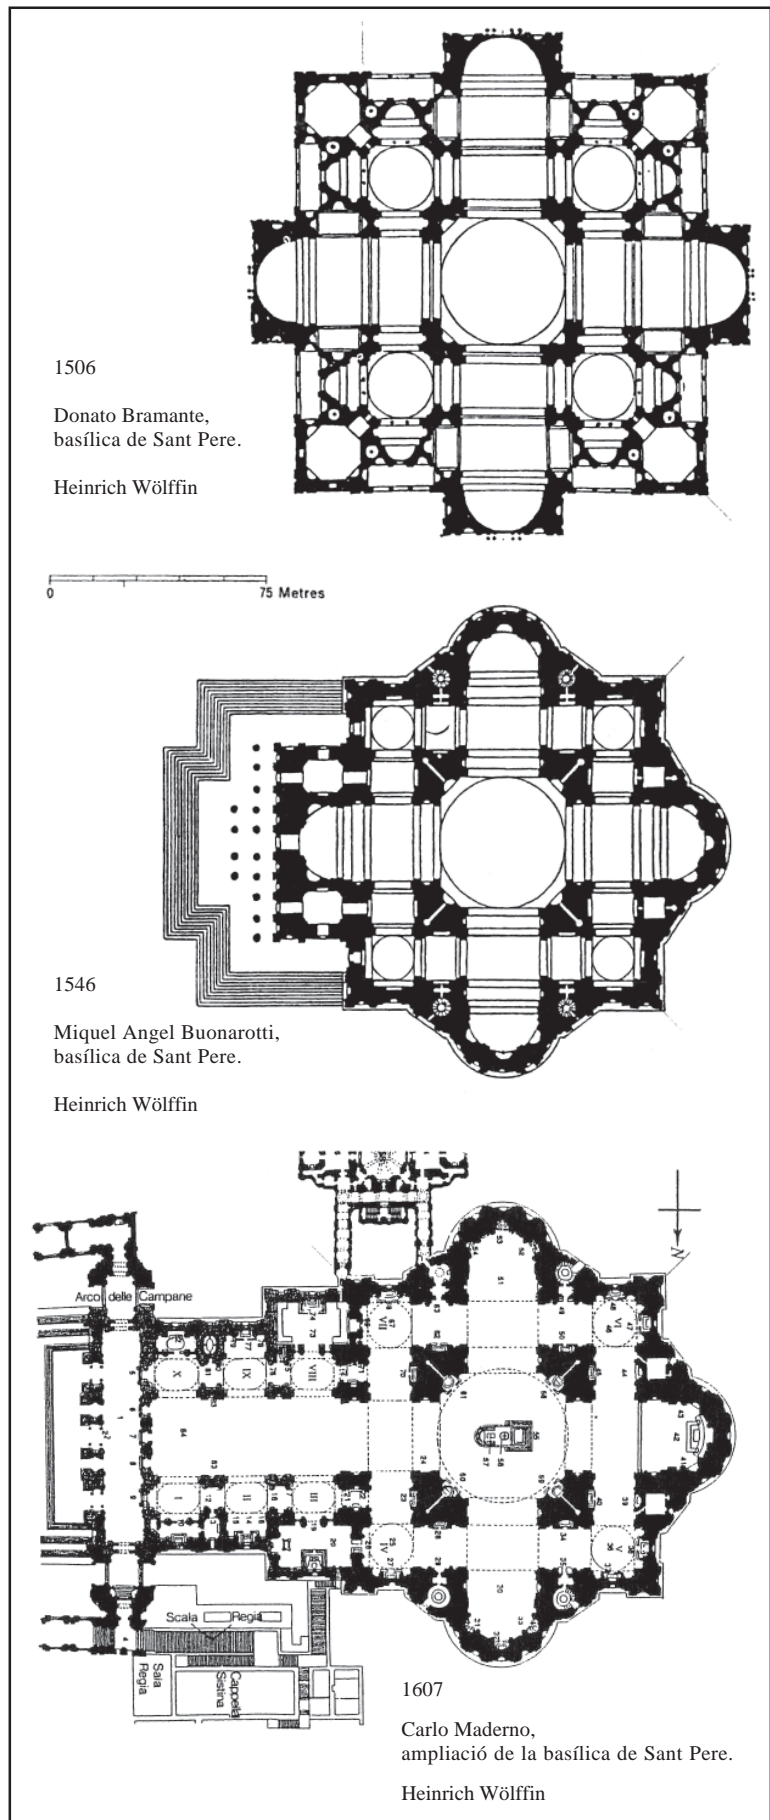 1506
Donato Bramante,
basílica de Sant Pere.
Heinrich Wölffin
0 75 Metres
1546
Miquel Angel Buonarotti,
basílica de Sant Pere.
Heinrich Wölffin
N
Arco delle Campane
VII
VI
X
IX
VIII
I
II
III
IV
V
Scala Regia
Sala
Regia
Cappella
Sistina
1607
Carlo Maderno,
ampliació de la basílica de Sant Pere.
Heinrich Wölffin